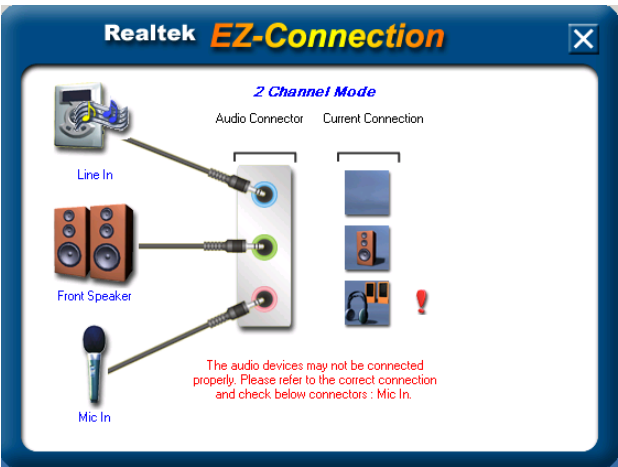 Realtek EZ-Connection
2 Channel Mode
Audio Connector Current Connection
Line In
Front Speaker
Mic In
The audio devices may not be connected
properly. Please refer to the correct connection
and check below connectors : Mic In.